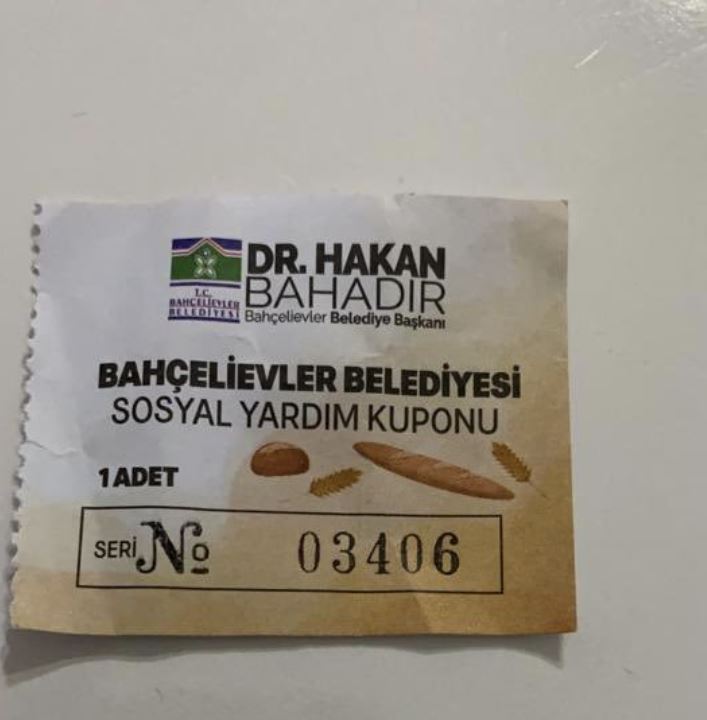 DR. HAKAN
BAHADIR
Bahçelievler Belediye Başkanı
T.C.
BAHÇELİEVLER
BELEDİYESİ
BAHÇELİEVLER BELEDİYESİ
SOSYAL YARDIM KUPONU
1 ADET
SERİ No 03406